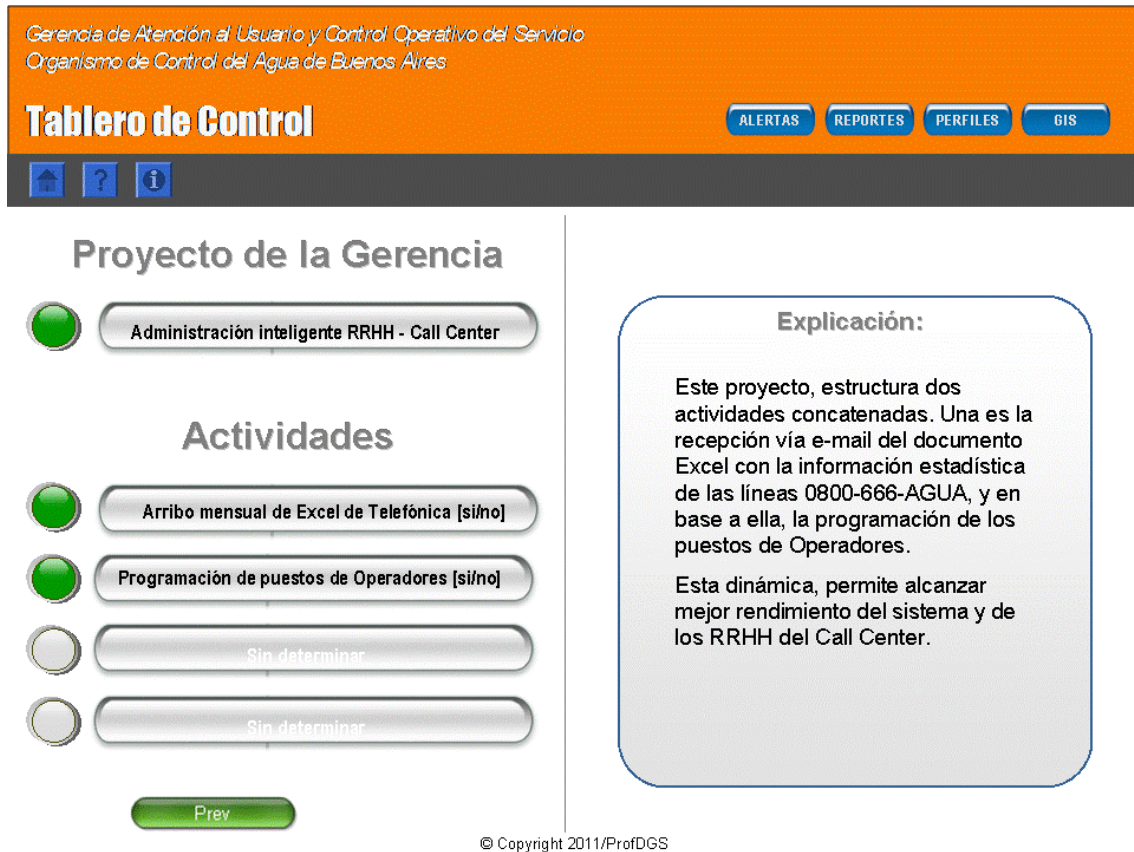 Gerencia de Atención al Usuario y Control Operativo del Servicio
Organismo de Control del Agua de Buenos Aires
Tablero de Control
ALERTAS
REPORTES
PERFILES
GIS
?
i
Proyecto de la Gerencia
Administración inteligente RRHH - Call Center
Actividades
Arribo mensual de Excel de Telefónica [si/no]
Programación de puestos de Operadores [si/no]
Sin determinar
Sin determinar
Prev
Explicación:
Este proyecto, estructura dos
actividades concatenadas. Una es la
recepción vía e-mail del documento
Excel con la información estadística
de las líneas 0800-666-AGUA, y en
base a ella, la programación de los
puestos de Operadores.
Esta dinámica, permite alcanzar
mejor rendimiento del sistema y de
los RRHH del Call Center.
© Copyright 2011/ProfDGS